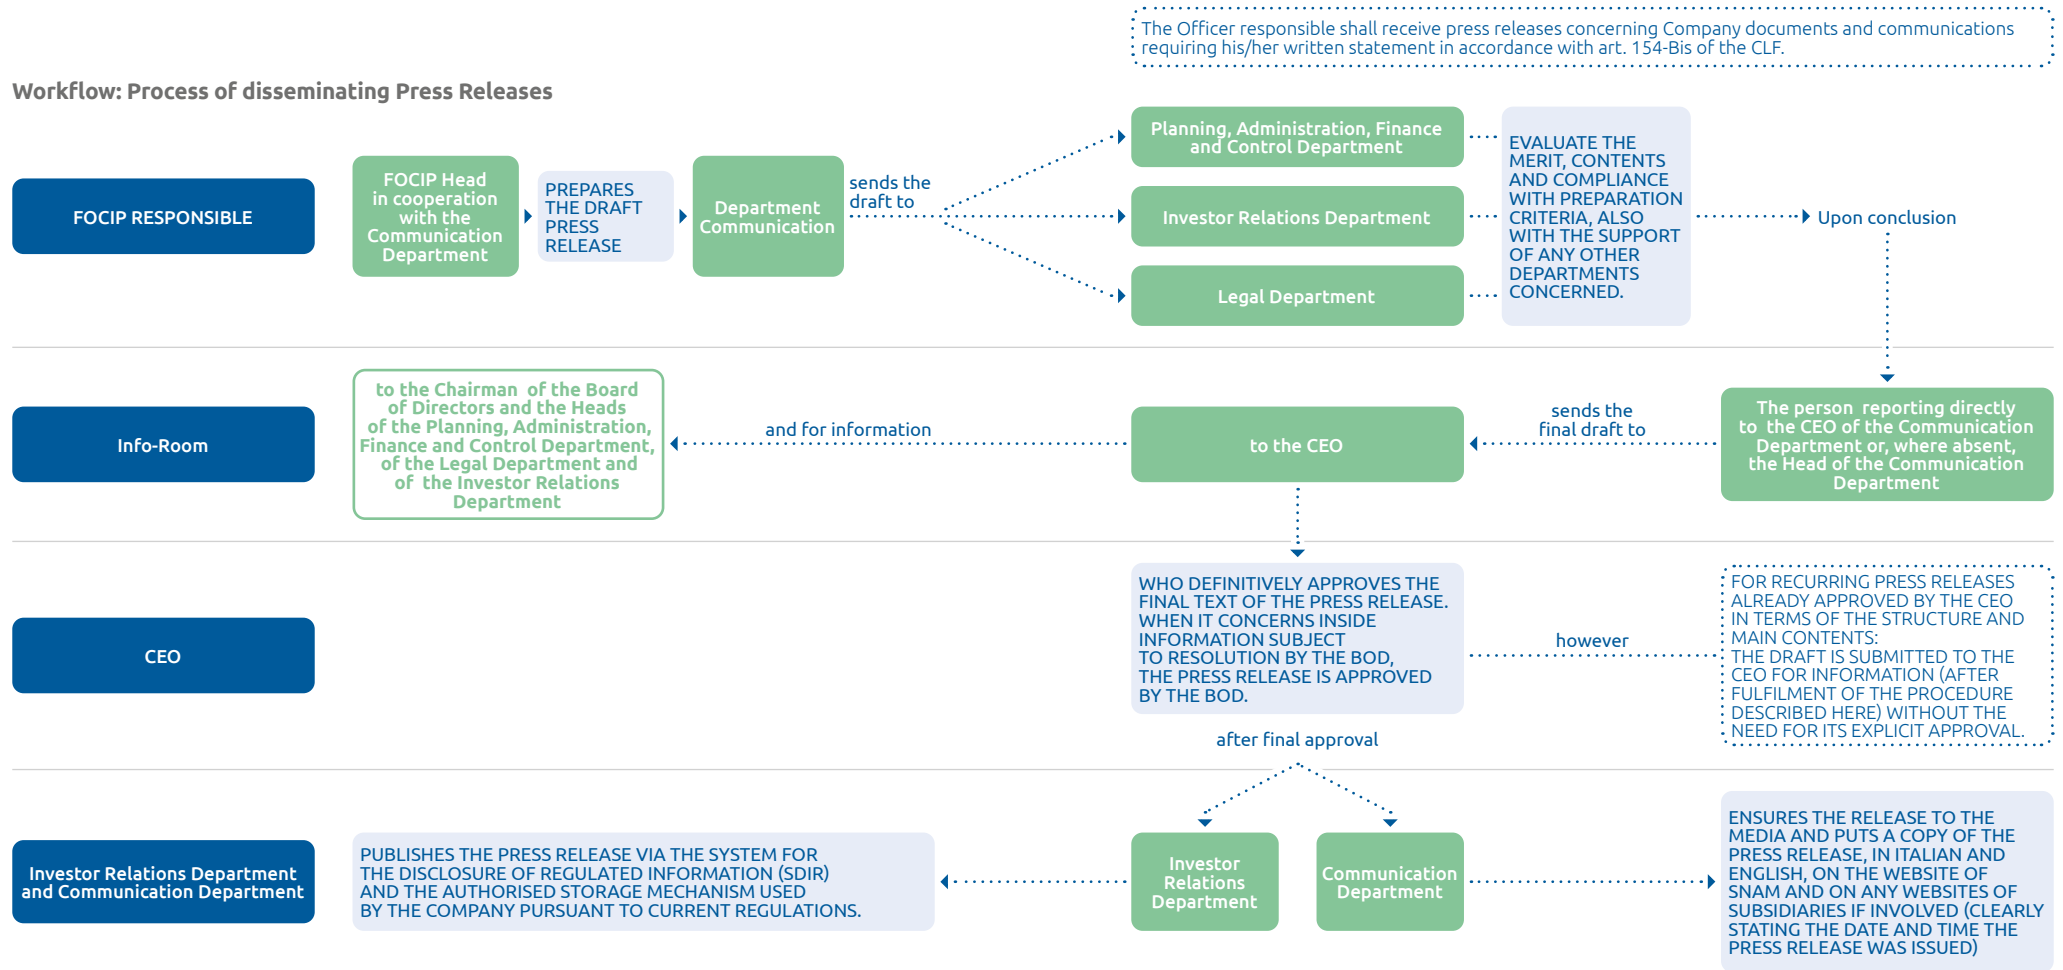 The Officer responsible shall receive press releases concerning Company documents and communications
requiring his/her written statement in accordance with art. 154-Bis of the CLF.
Workflow: Process of disseminating Press Releases
FOCIP RESPONSIBLE
FOCIP Head
in cooperation
with the
Communication
Department
PREPARES
THE DRAFT
PRESS
RELEASE
Department
Communication
sends the
draft to
Planning, Administration, Finance
and Control Department
Investor Relations Department
Legal Department
EVALUATE THE
MERIT, CONTENTS
AND COMPLIANCE
WITH PREPARATION
CRITERIA, ALSO
WITH THE SUPPORT
OF ANY OTHER
DEPARTMENTS
CONCERNED.
Upon conclusion
Info-Room
The person reporting directly
to the CEO of the Communication
Department or, where absent,
the Head of the Communication
Department
sends the
final draft to
to the CEO
and for information
to the Chairman of the Board
of Directors and the Heads
of the Planning, Administration,
Finance and Control Department,
of the Legal Department and
of the Investor Relations
Department
CEO
WHO DEFINITIVELY APPROVES THE
FINAL TEXT OF THE PRESS RELEASE.
WHEN IT CONCERNS INSIDE
INFORMATION SUBJECT
TO RESOLUTION BY THE BOD,
THE PRESS RELEASE IS APPROVED
BY THE BOD.
however
FOR RECURRING PRESS RELEASES
ALREADY APPROVED BY THE CEO
IN TERMS OF THE STRUCTURE AND
MAIN CONTENTS:
THE DRAFT IS SUBMITTED TO THE
CEO FOR INFORMATION (AFTER
FULFILMENT OF THE PROCEDURE
DESCRIBED HERE) WITHOUT THE
NEED FOR ITS EXPLICIT APPROVAL.
after final approval
Investor Relations Department
and Communication Department
Investor
Relations
Department
PUBLISHES THE PRESS RELEASE VIA THE SYSTEM FOR
THE DISCLOSURE OF REGULATED INFORMATION (SDIR)
AND THE AUTHORISED STORAGE MECHANISM USED
BY THE COMPANY PURSUANT TO CURRENT REGULATIONS.
Communication
Department
ENSURES THE RELEASE TO THE
MEDIA AND PUTS A COPY OF THE
PRESS RELEASE, IN ITALIAN AND
ENGLISH, ON THE WEBSITE OF
SNAM AND ON ANY WEBSITES OF
SUBSIDIARIES IF INVOLVED (CLEARLY
STATING THE DATE AND TIME THE
PRESS RELEASE WAS ISSUED)